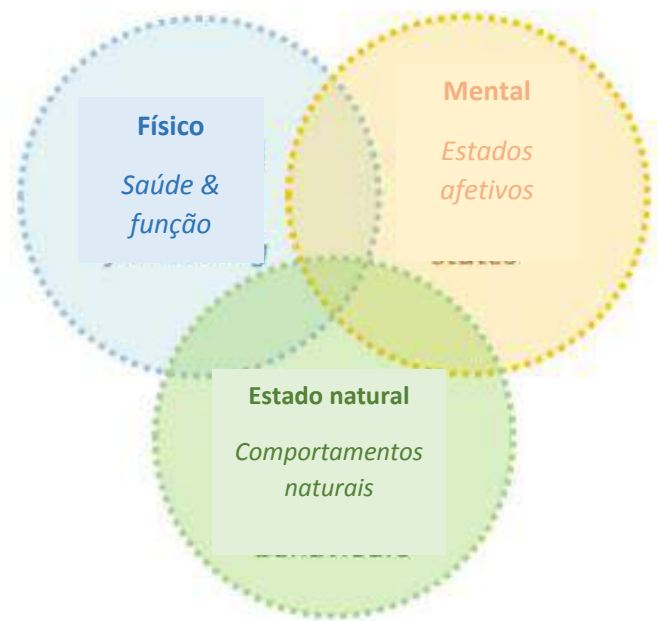 Físico
Saúde &
função
Mental
Estados
afetivos
Estado natural
Comportamentos
naturais